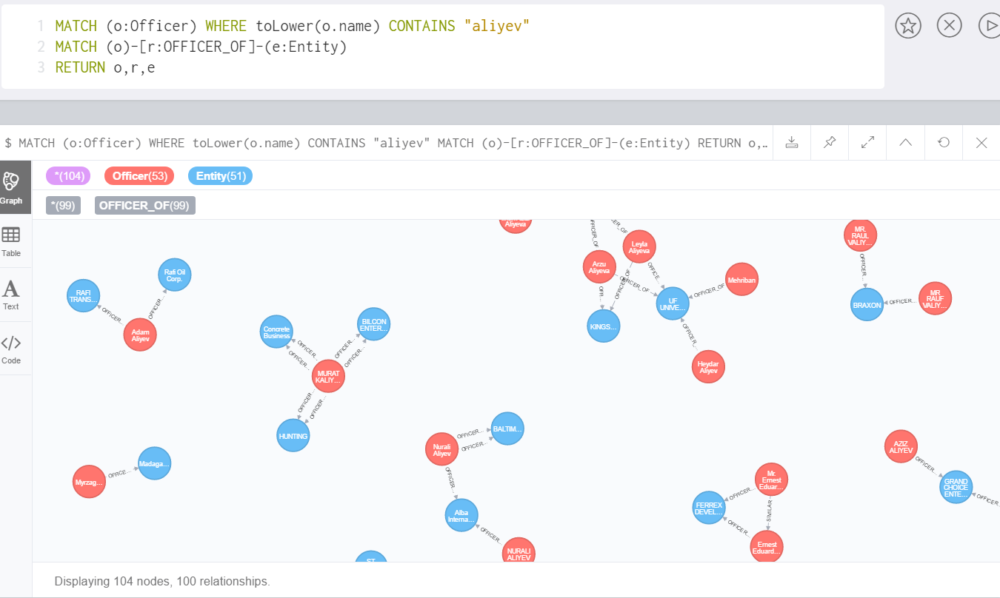 1 MATCH (o:Officer) WHERE toLower(o.name) CONTAINS "aliyev"
2 MATCH (o)-[r:OFFICER_OF]-(e:Entity)
3 RETURN o,r,e
$ MATCH (o:Officer) WHERE toLower(o.name) CONTAINS "aliyev" MATCH (o)-[r:OFFICER_OF]-(e:Entity) RETURN o,…
Graph
Table
Text
Code
*(104) Officer(53) Entity(51)
*(99) OFFICER_OF(99)
Aliyeva
MR.
RAUL
VALIY…
Leyla
Aliyeva
Arzu
Aliyeva
Mehriban
UF
UNIVE…
KINGS…
Heydar
Aliyev
OFFICER_OF
OFFICER_OF
OFFICER_OF
OFFICE…
OFFICER_OF
OFFICER…
OFFI…
BRAXON
MR.
RAUF
VALIY…
OFFICER…
OFFICER…
Rafi Oil
Corp.
RAFI
TRANS…
Adam
Aliyev
OFFICER…
OFFICER…
Concrete
Business
BILCON
ENTER…
MURAT
KALIY…
HUNTING
OFFICER…
OFFICER…
OFFICER…
OFFICER…
OFFICER…
OFFICER…
Madaga…
Myrzag…
OFFICE…
Nurali
Aliyev
BALTIM…
Alba
Interna…
NURALI
ALIYEV
OFFICER…
OFFICER…
OFFICER…
OFFICER…
ST
Mr.
Ernest
Eduar…
FERREX
DEVEL…
Ernest
Eduard…
OFFICER…
OFFICER…
SIMILAR
AZIZ
ALIYEV
GRAND
CHOICE
ENTE…
OFFICER…
OFFICER
Displaying 104 nodes, 100 relationships.